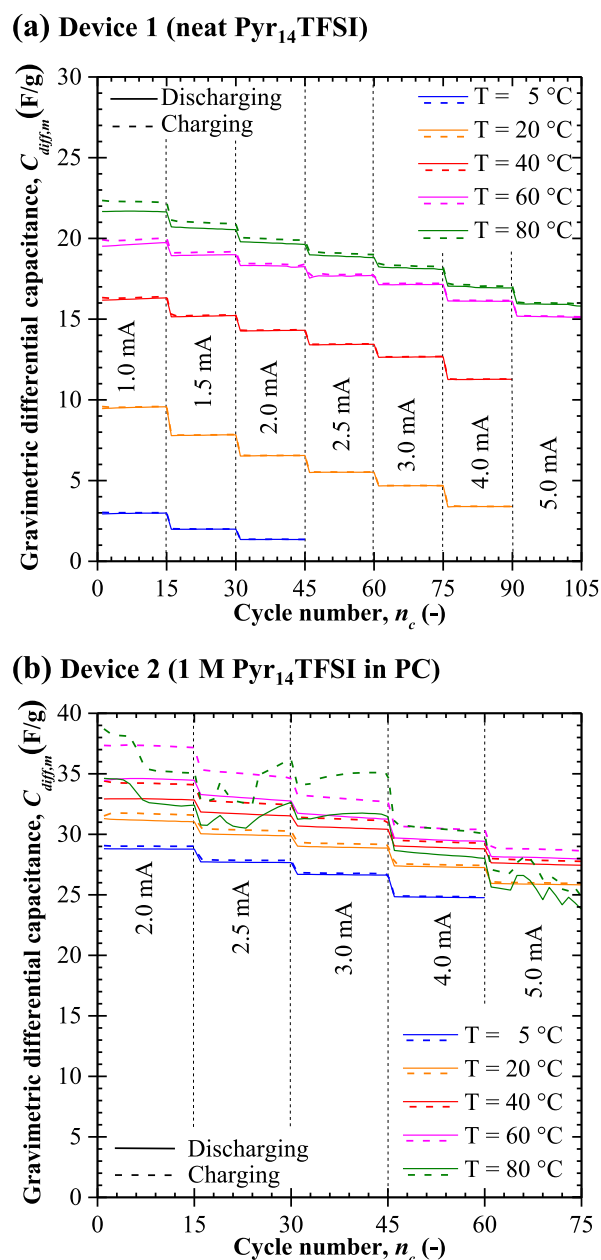 (a) Device 1 (neat Pyr₁₄TFSI)
Gravimetric differential capacitance, C_diff,m (F/g)
30
25
20
15
10
5
0
Discharging
Charging
T = 5 °C
T = 20 °C
T = 40 °C
T = 60 °C
T = 80 °C
1.0 mA
1.5 mA
2.0 mA
2.5 mA
3.0 mA
4.0 mA
5.0 mA
0 15 30 45 60 75 90 105
Cycle number, n_c (-)
(b) Device 2 (1 M Pyr₁₄TFSI in PC)
Gravimetric differential capacitance, C_diff,m (F/g)
40
35
30
25
20
15
10
5
0
2.0 mA
2.5 mA
3.0 mA
4.0 mA
5.0 mA
T = 5 °C
T = 20 °C
T = 40 °C
T = 60 °C
T = 80 °C
Discharging
Charging
0 15 30 45 60 75
Cycle number, n_c (-)